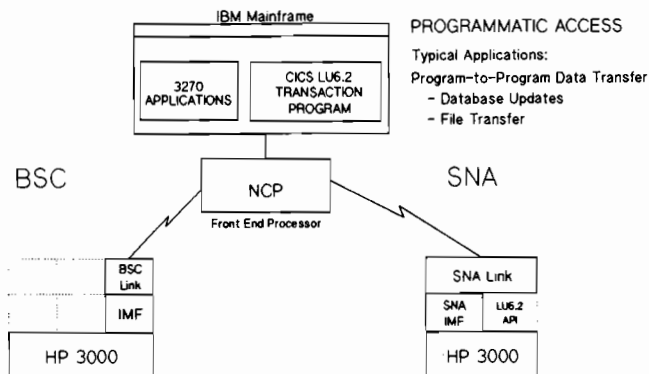 IBM Mainframe
PROGRAMMATIC ACCESS
Typical Applications:
Program-to-Program Data Transfer
- Database Updates
- File Transfer
3270
APPLICATIONS
CICS LU6.2
TRANSACTION
PROGRAM
BSC
NCP
SNA
Front End Processor
BSC
Link
IMF
HP 3000
SNA Link
SNA
IMF
LU6.2
API
HP 3000